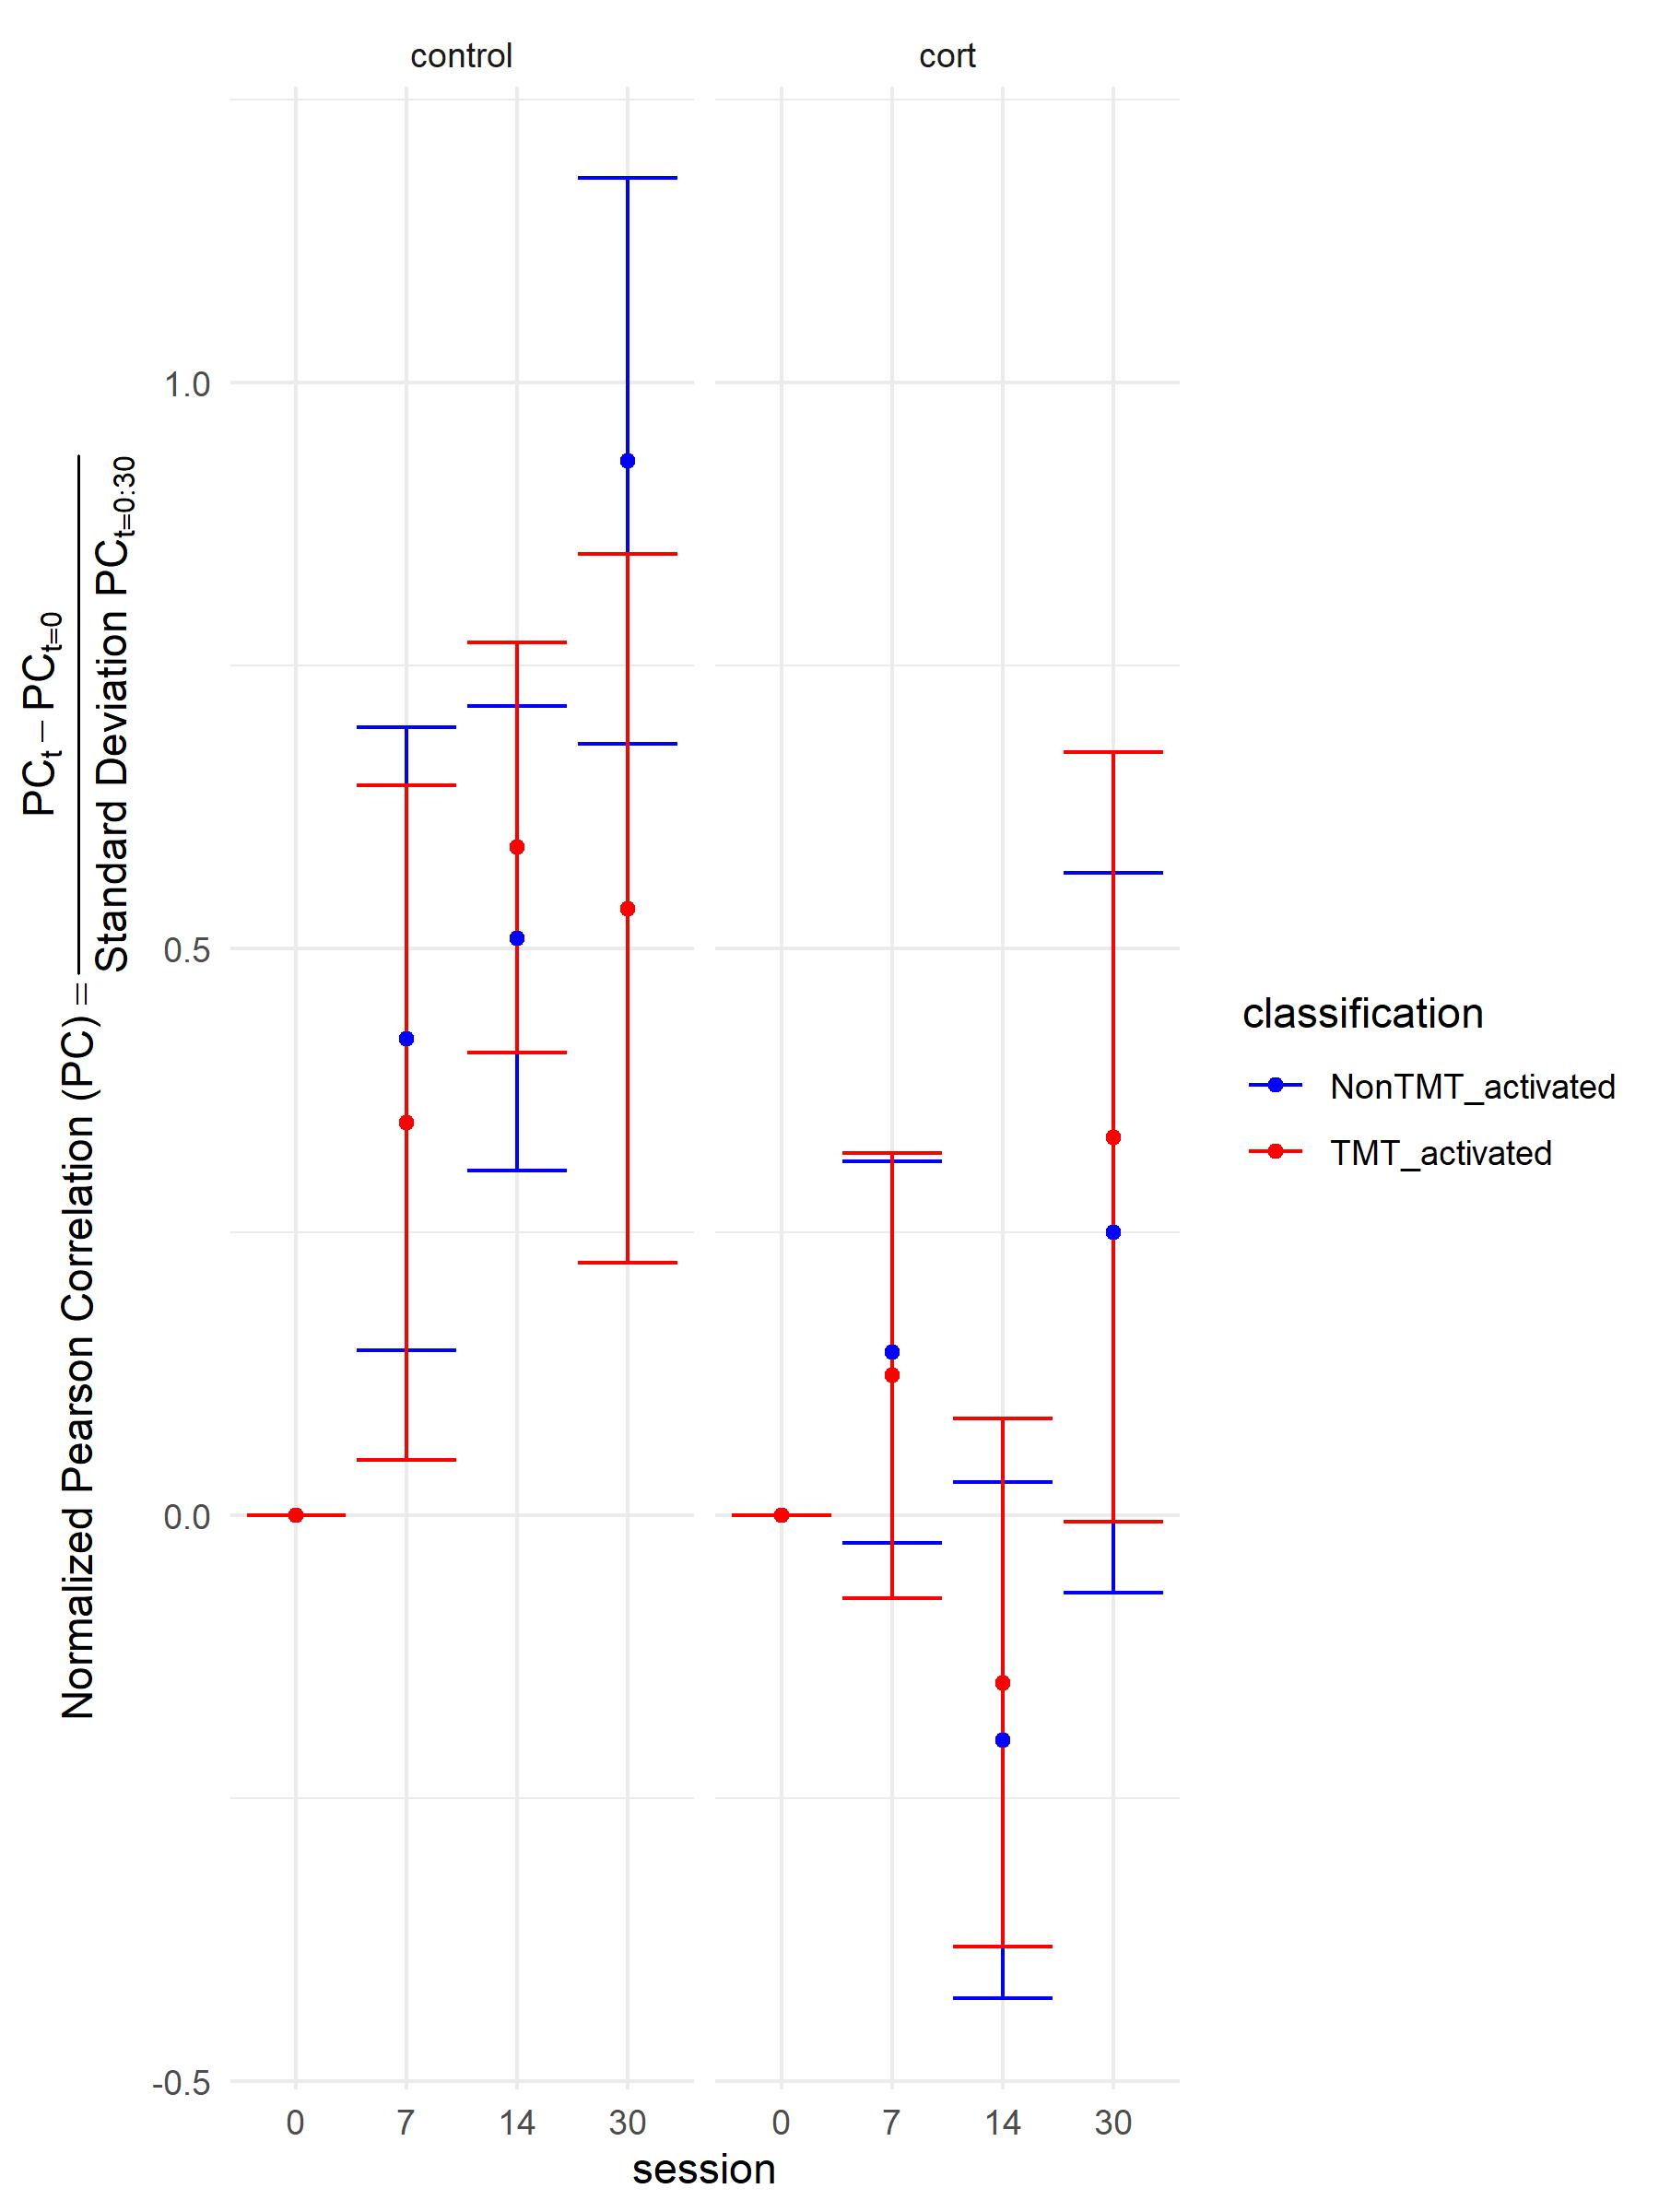 control
cort
Normalized Pearson Correlation (PC) = PCt − PCt=0
Standard Deviation PCt=0:30
1.0
0.5
0.0
-0.5
0 7 14 30
0 7 14 30
session
classification
NonTMT_activated
TMT_activated